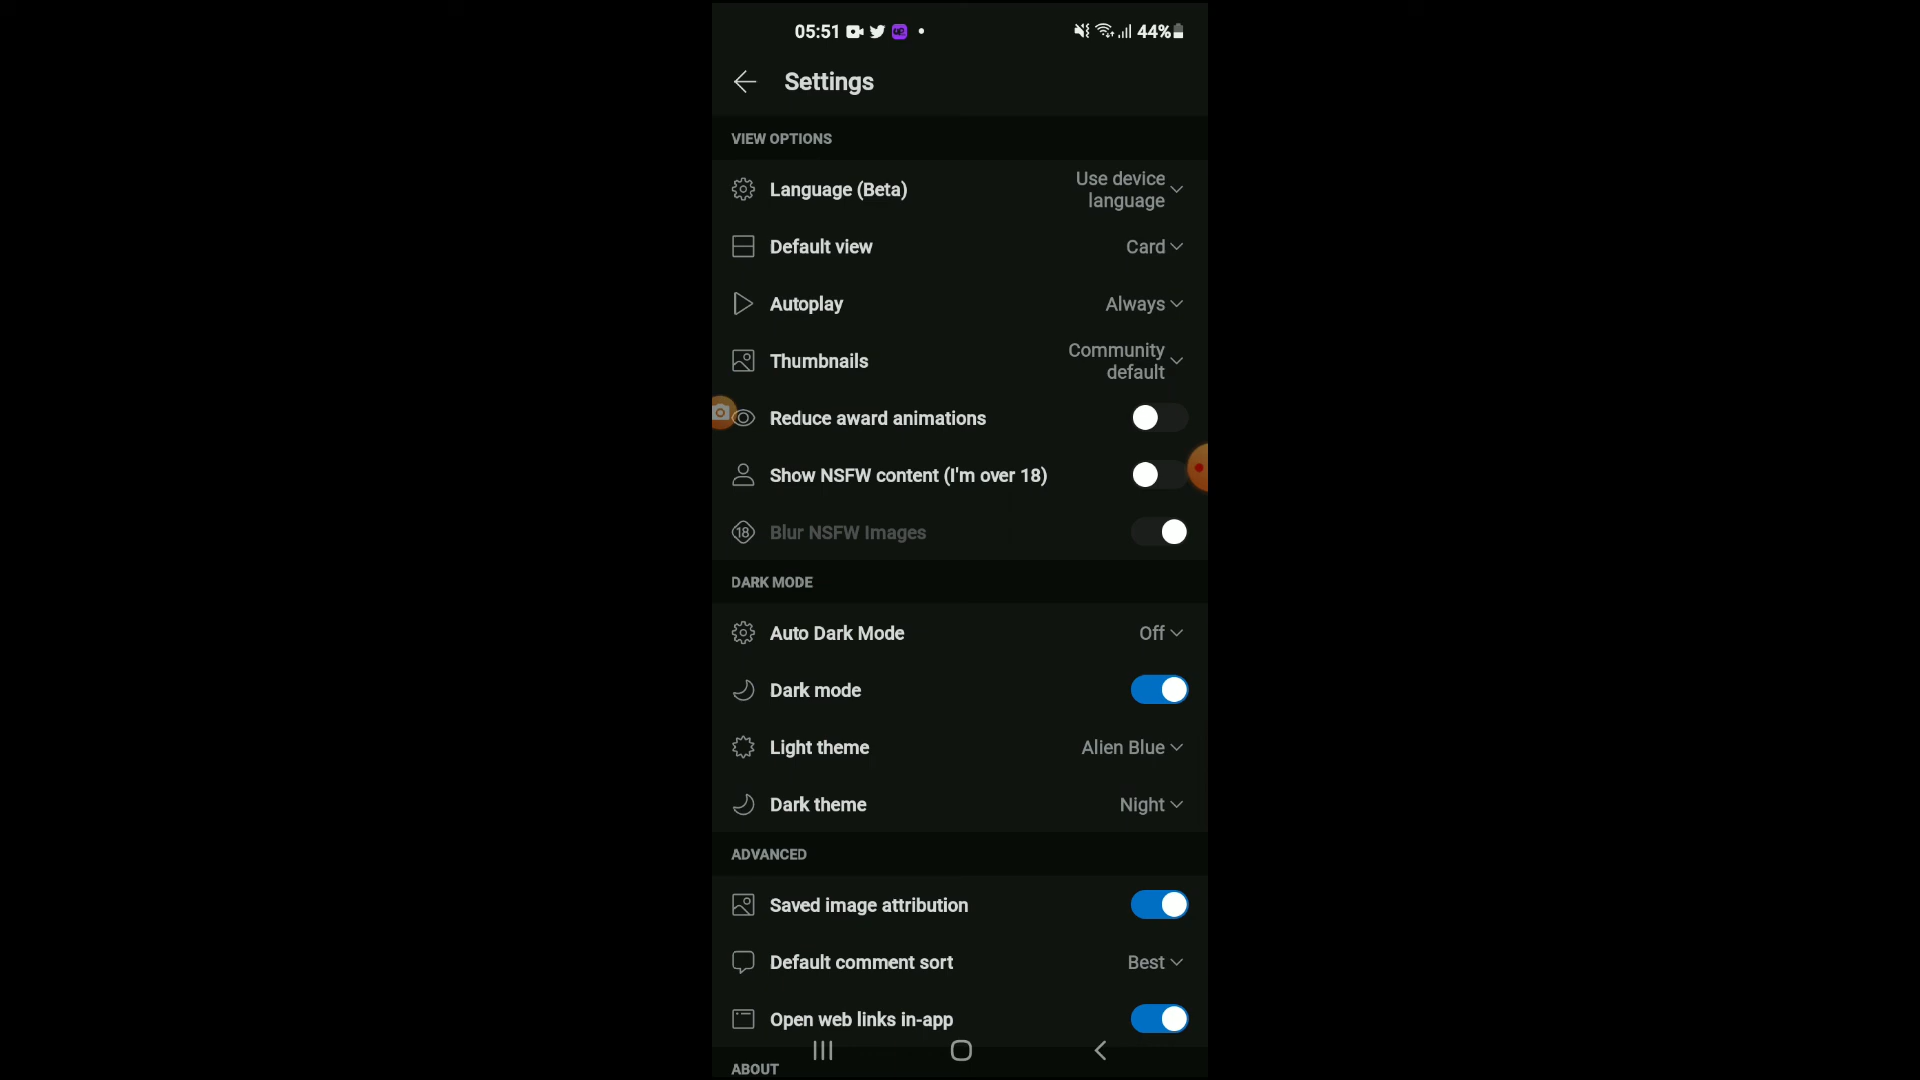 05:51 44%
Settings
VIEW OPTIONS
Language (Beta) Use device language
Default view Card
Autoplay Always
Thumbnails Community default
Reduce award animations
Show NSFW content (I'm over 18)
18 Blur NSFW Images
DARK MODE
Auto Dark Mode Off
Dark mode
Light theme Alien Blue
Dark theme Night
ADVANCED
Saved image attribution
Default comment sort Best
Open web links in-app
ABOUT